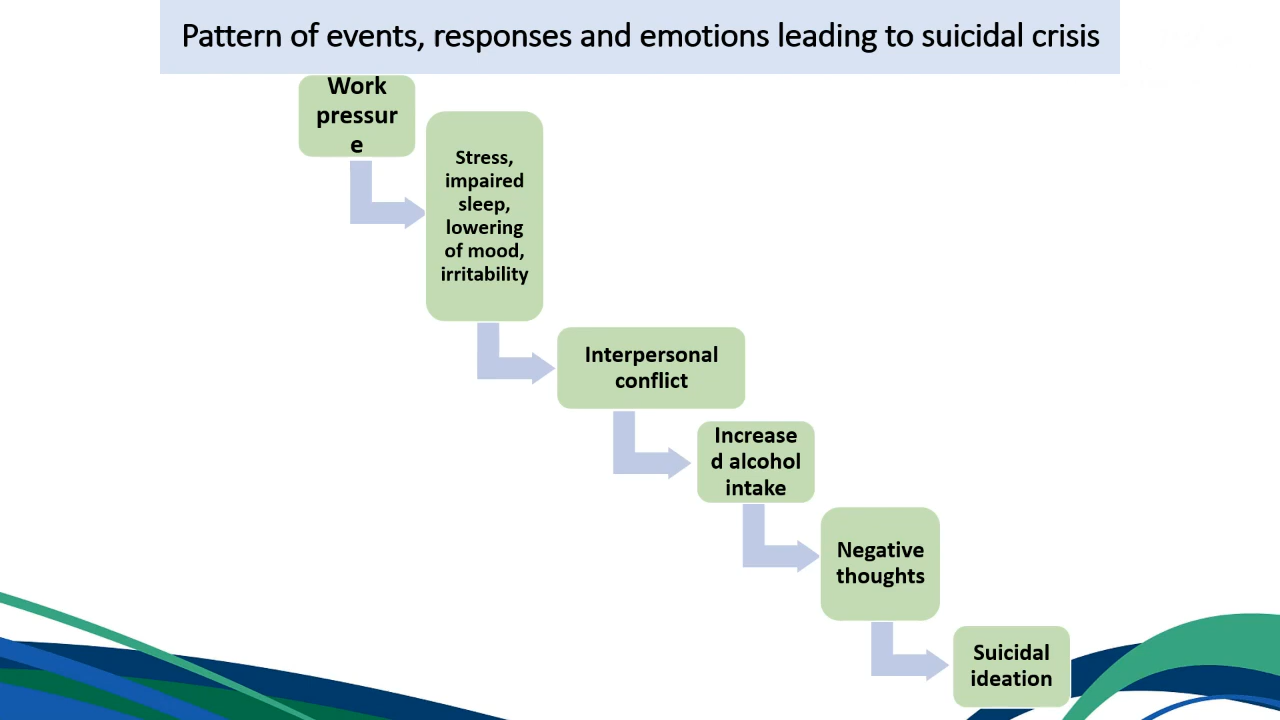 Pattern of events, responses and emotions leading to suicidal crisis
Work
pressur
e
Stress,
impaired
sleep,
lowering
of mood,
irritability
Interpersonal
conflict
Increase
d alcohol
intake
Negative
thoughts
Suicidal
ideation